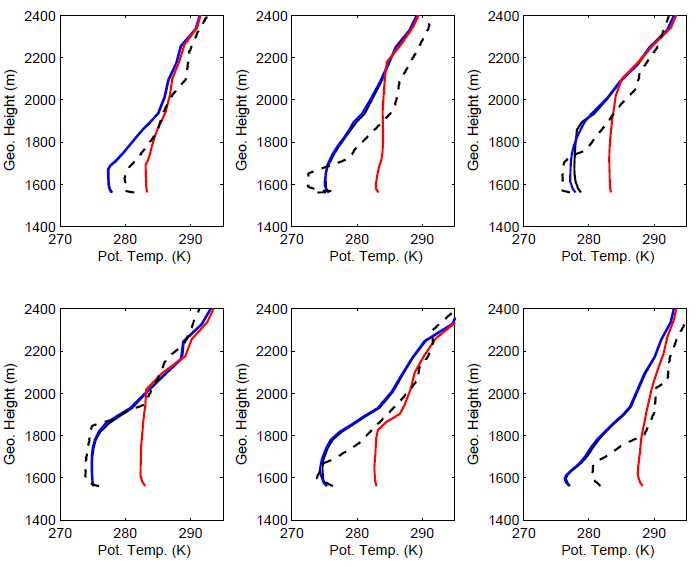 2400 2400 2400
2200 2200 2200
2000 2000 2000
1800 1800 1800
1600 1600 1600
1400 1400 1400
Geo. Height (m) Geo. Height (m) Geo. Height (m)
270 280 290 270 280 290 270 280 290
Pot. Temp. (K) Pot. Temp. (K) Pot. Temp. (K)
2400 2400 2400
2200 2200 2200
2000 2000 2000
1800 1800 1800
1600 1600 1600
1400 1400 1400
Geo. Height (m) Geo. Height (m) Geo. Height (m)
270 280 290 270 280 290 270 280 290
Pot. Temp. (K) Pot. Temp. (K) Pot. Temp. (K)